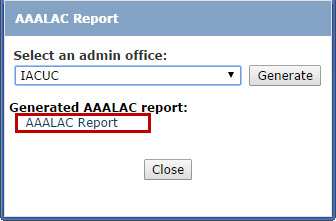 AAALAC Report
Select an admin office:
IACUC Generate
Generated AAALAC report:
AAALAC Report
Close